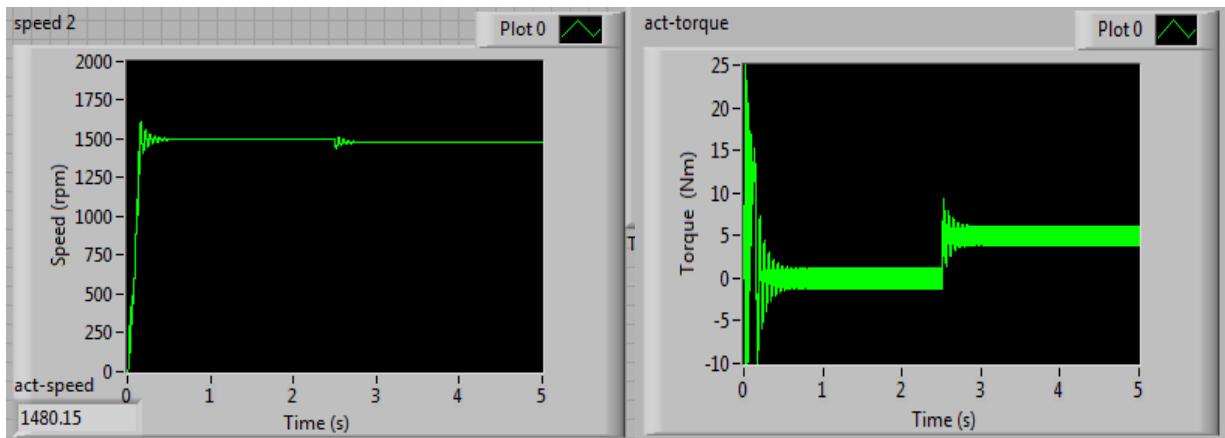 speed 2
Plot 0
2000
1750
1500
1250
1000
750
500
250
0
Speed (rpm)
0 1 2 3 4 5
Time (s)
act-speed
1480.15
T
act-torque
Plot 0
25
20
15
10
5
0
-5
-10
Torque (Nm)
0 1 2 3 4 5
Time (s)